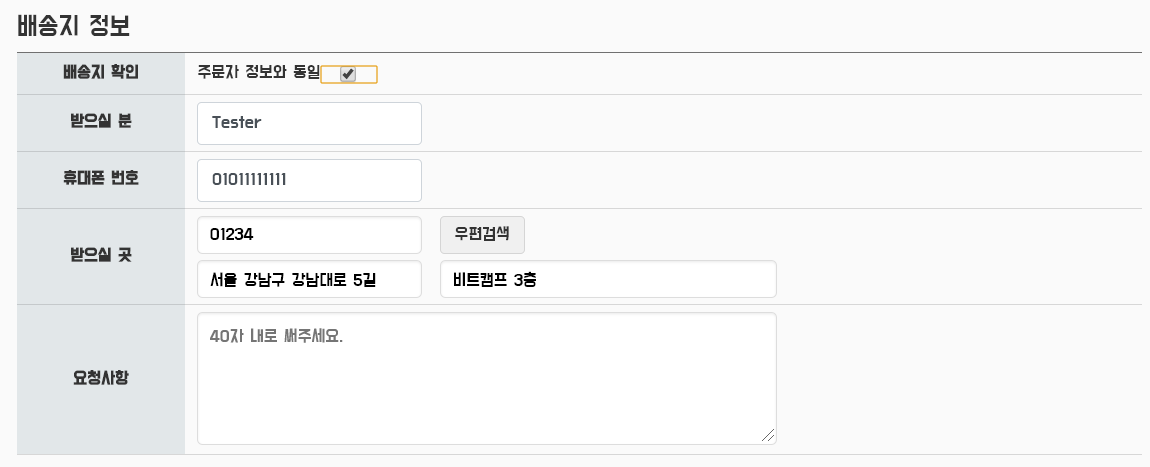 배송지 정보
배송지 확인 주문자 정보와 동일
받으실 분 Tester
휴대폰 번호 01011111111
받으실 곳
01234 우편검색
서울 강남구 강남대로 5길 비트캠프 3층
요청사항
40자 내로 써주세요.